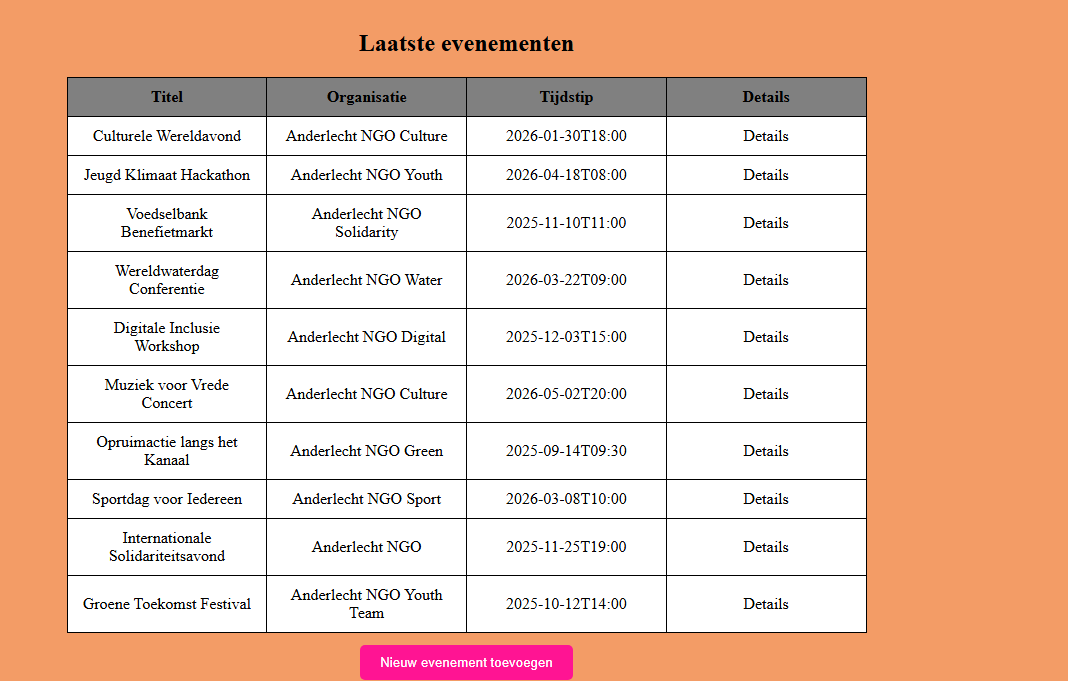 Laatste evenementen
Titel Organisatie Tijdstip Details
Culturele Wereldavond Anderlecht NGO Culture 2026-01-30T18:00 Details
Jeugd Klimaat Hackathon Anderlecht NGO Youth 2026-04-18T08:00 Details
Voedselbank Benefietmarkt Anderlecht NGO Solidarity 2025-11-10T11:00 Details
Wereldwaterdag Conferentie Anderlecht NGO Water 2026-03-22T09:00 Details
Digitale Inclusie Workshop Anderlecht NGO Digital 2025-12-03T15:00 Details
Muziek voor Vrede Concert Anderlecht NGO Culture 2026-05-02T20:00 Details
Opruimactie langs het Kanaal Anderlecht NGO Green 2025-09-14T09:30 Details
Sportdag voor Iedereen Anderlecht NGO Sport 2026-03-08T10:00 Details
Internationale Solidariteitsavond Anderlecht NGO 2025-11-25T19:00 Details
Groene Toekomst Festival Anderlecht NGO Youth Team 2025-10-12T14:00 Details
Nieuw evenement toevoegen